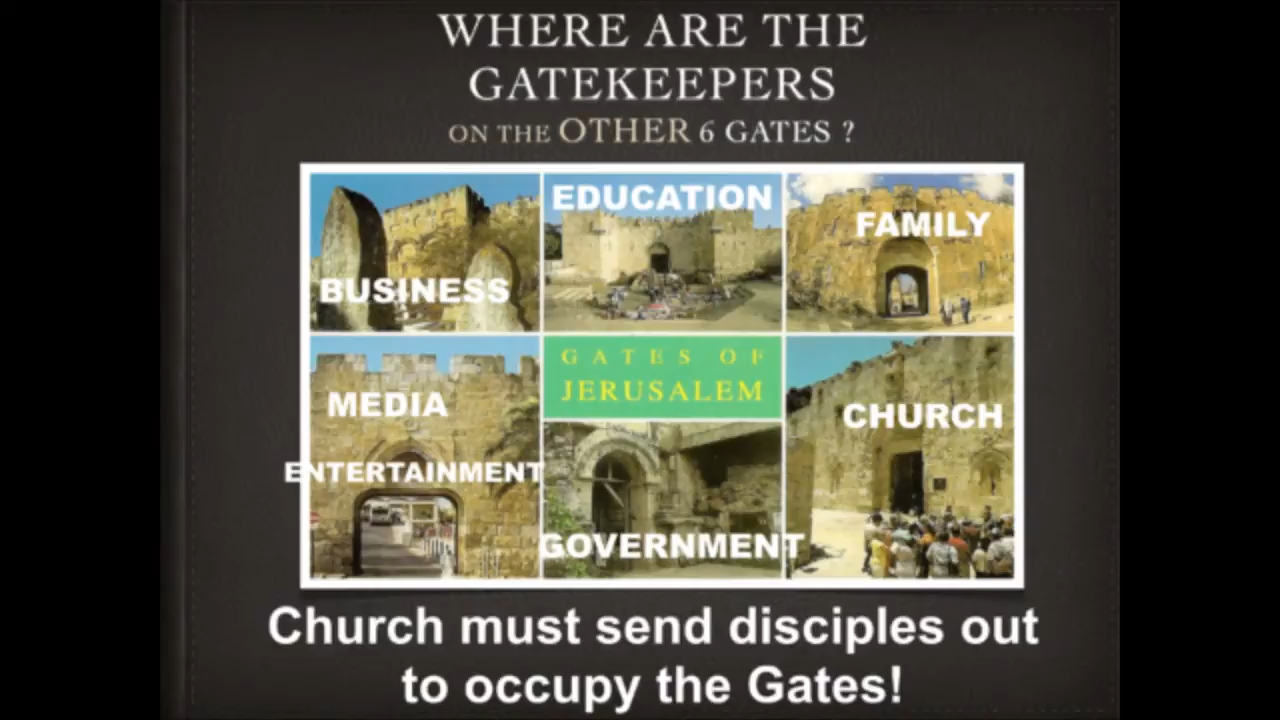 WHERE ARE THE
GATEKEEPERS
ON THE OTHER 6 GATES ?
BUSINESS
EDUCATION
FAMILY
MEDIA
ENTERTAINMENT
GATES OF
JERUSALEM
GOVERNMENT
CHURCH
Church must send disciples out
to occupy the Gates!